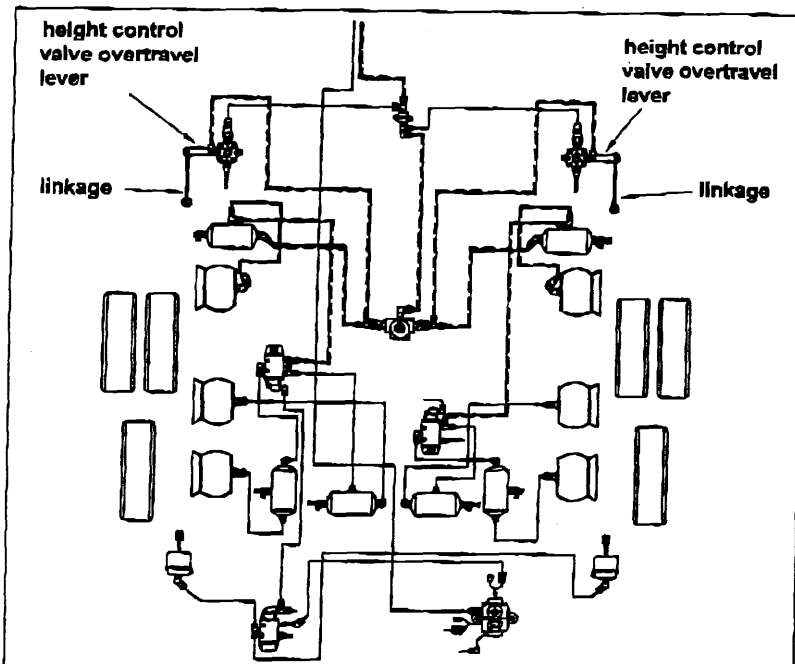 height control
valve overtravel
lever
linkage
height control
valve overtravel
lever
linkage